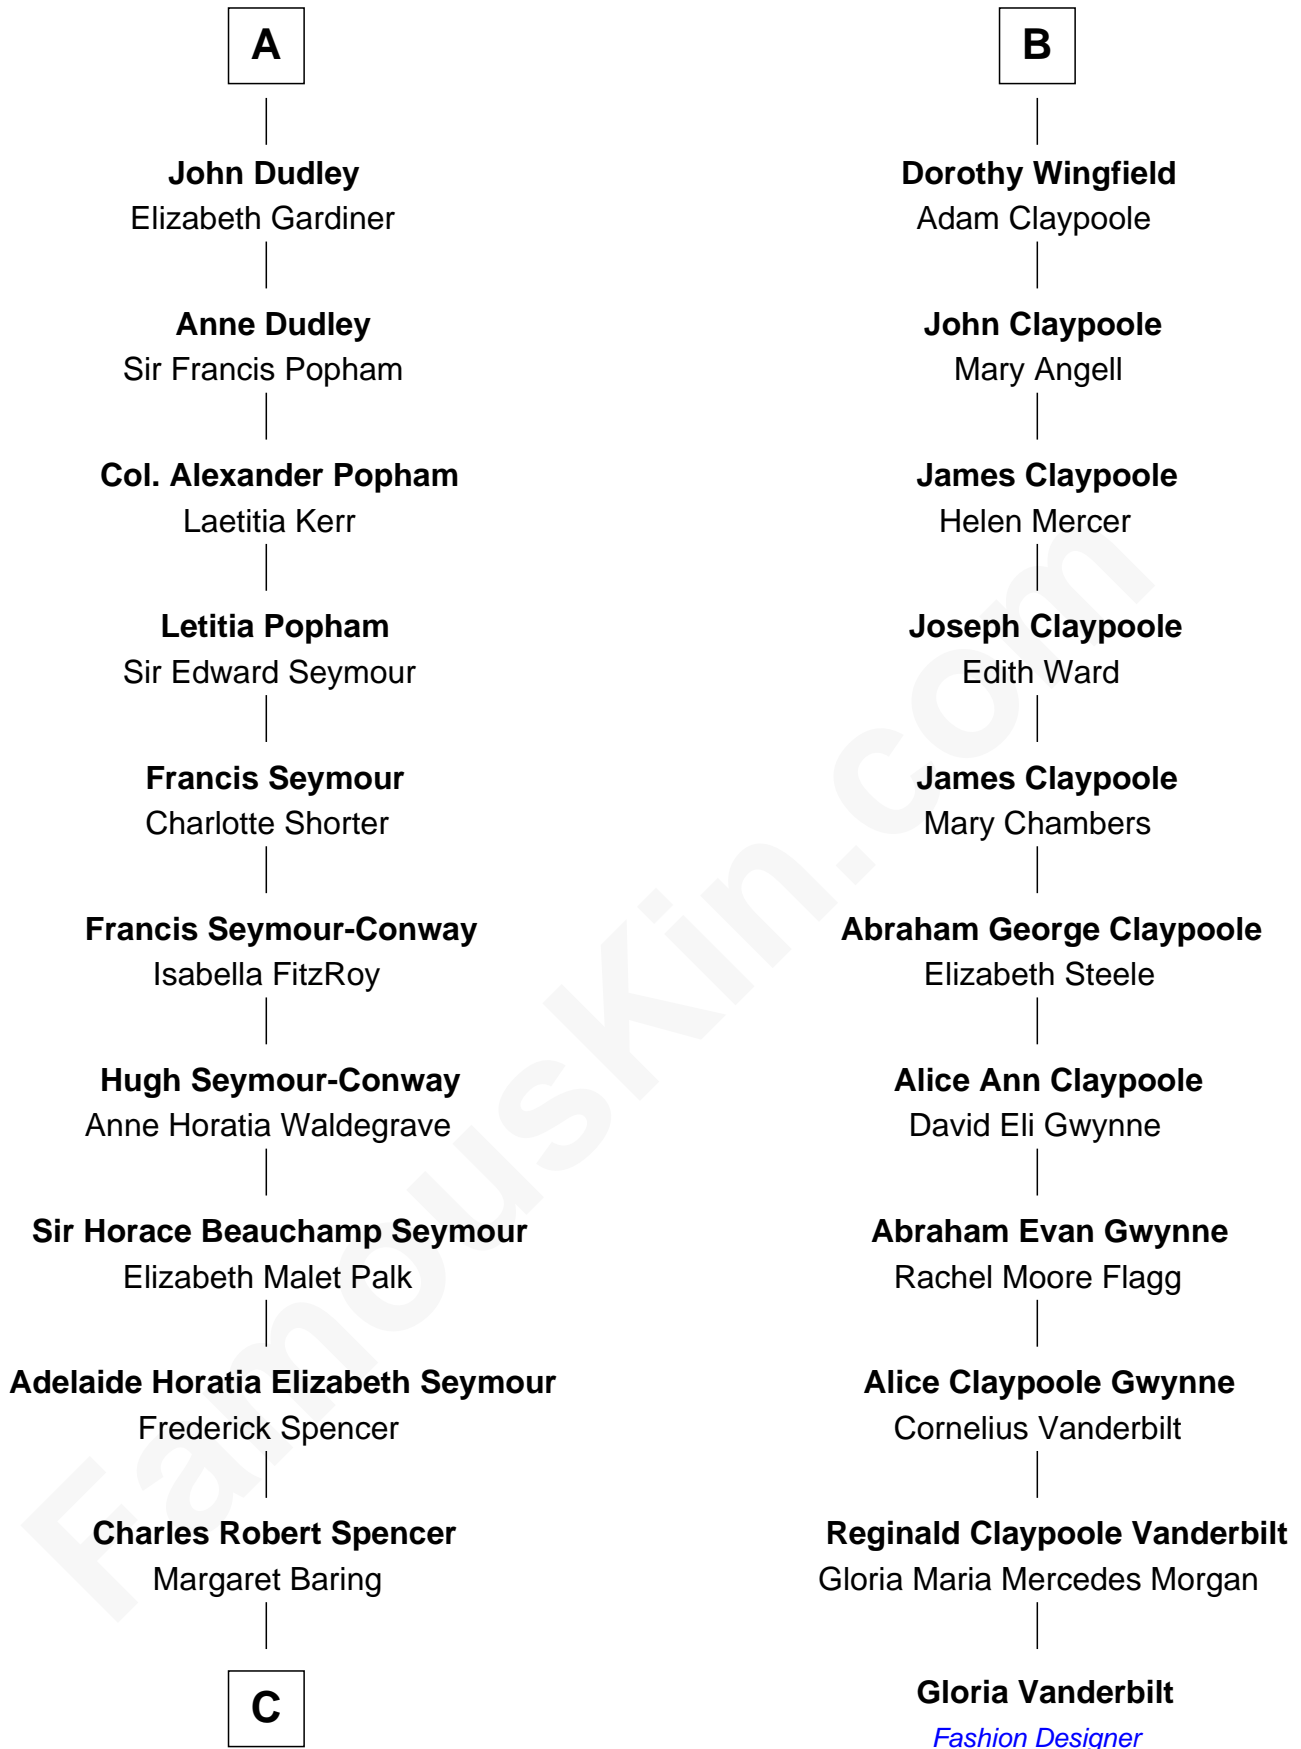 A
John Dudley
Elizabeth Gardiner
Anne Dudley
Sir Francis Popham
Col. Alexander Popham
Laetitia Kerr
Letitia Popham
Sir Edward Seymour
Francis Seymour
Charlotte Shorter
Francis Seymour-Conway
Isabella FitzRoy
Hugh Seymour-Conway
Anne Horatia Waldegrave
Sir Horace Beauchamp Seymour
Elizabeth Malet Palk
Adelaide Horatia Elizabeth Seymour
Frederick Spencer
Charles Robert Spencer
Margaret Baring
C
B
Dorothy Wingfield
Adam Claypoole
John Claypoole
Mary Angell
James Claypoole
Helen Mercer
Joseph Claypoole
Edith Ward
James Claypoole
Mary Chambers
Abraham George Claypoole
Elizabeth Steele
Alice Ann Claypoole
David Eli Gwynne
Abraham Evan Gwynne
Rachel Moore Flagg
Alice Claypoole Gwynne
Cornelius Vanderbilt
Reginald Claypoole Vanderbilt
Gloria Maria Mercedes Morgan
Gloria Vanderbilt
Fashion Designer
FamousKin.com